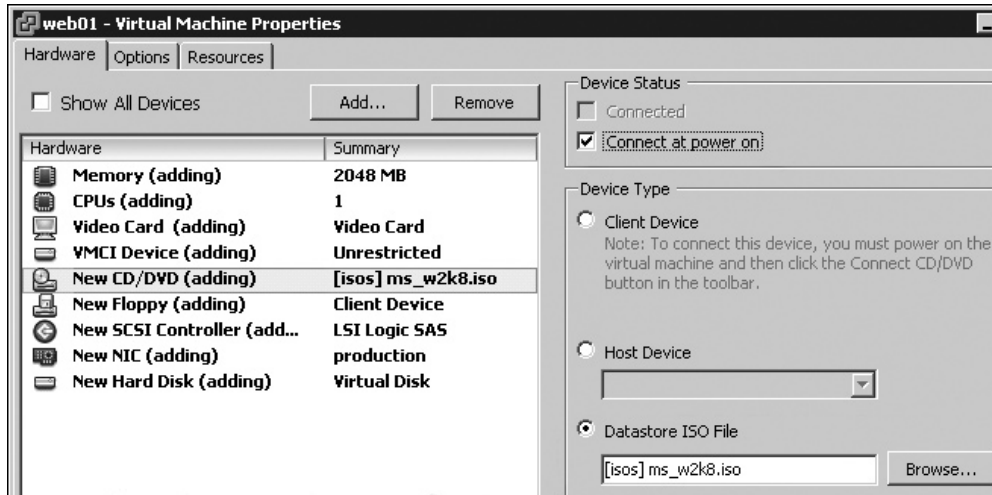 web01 - Virtual Machine Properties
Hardware Options Resources
Show All Devices
Add...
Remove
Hardware Summary
Memory (adding) 2048 MB
CPUs (adding) 1
Video Card (adding) Video Card
VMCI Device (adding) Unrestricted
New CD/DVD (adding) [isos] ms_w2k8.iso
New Floppy (adding) Client Device
New SCSI Controller (add... LSI Logic SAS
New NIC (adding) production
New Hard Disk (adding) Virtual Disk
Device Status
Connected
Connect at power on
Device Type
Client Device
Note: To connect this device, you must power on the
virtual machine and then click the Connect CD/DVD
button in the toolbar.
Host Device
Datastore ISO File
[isos] ms_w2k8.iso
Browse...